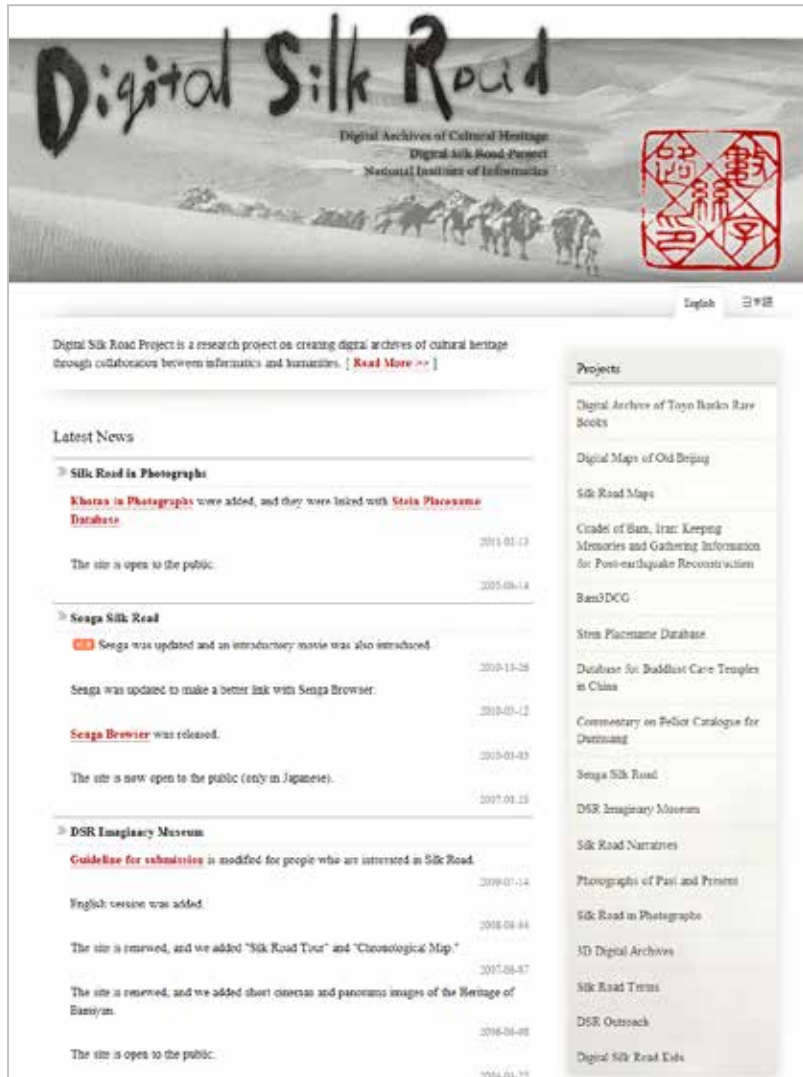 Digital Silk Road
Digital Archives of Cultural Heritage
Digital Silk Road Project
National Institute of Informatics
English 日本語
Digital Silk Road Project is a research project on creating digital archives of cultural heritage
through collaboration between informatics and humanities. [ Read More >> ]
Latest News
» Silk Road in Photographs
Khotan in Photographs were added, and they were linked with Stein Placename
Database.
The site is open to the public.
» Senga Silk Road
Senga was updated and an introductory movie was also introduced.
Senga was updated to make a better link with Senga Browser.
Senga Browser was released.
The site is now open to the public (only in Japanese).
» DSR Imaginary Museum
Guideline for submission is modified for people who are interested in Silk Road.
English version was added.
The site is renewed, and we added "Silk Road Tour" and "Chronological Map."
The site is renewed, and we added short cinemas and panorama images of the Heritage of
Bamiyan.
The site is open to the public.
Projects
Digital Archive of Toyo Bunko Rare
Books
Digital Maps of Old Beijing
Silk Road Maps
Citadel of Bam, Iran: Keeping
Memories and Gathering Information
for Post-earthquake Reconstruction
Bam3DCG
Stein Placename Database
Database for Buddhist Cave Temples
in China
Commentary on Pelliot Catalogue for
Dunhuang
Senga Silk Road
DSR Imaginary Museum
Silk Road Narratives
Photographs of Past and Present
Silk Road in Photographs
3D Digital Archives
Silk Road Terms
DSR Outreach
Digital Silk Road Kids